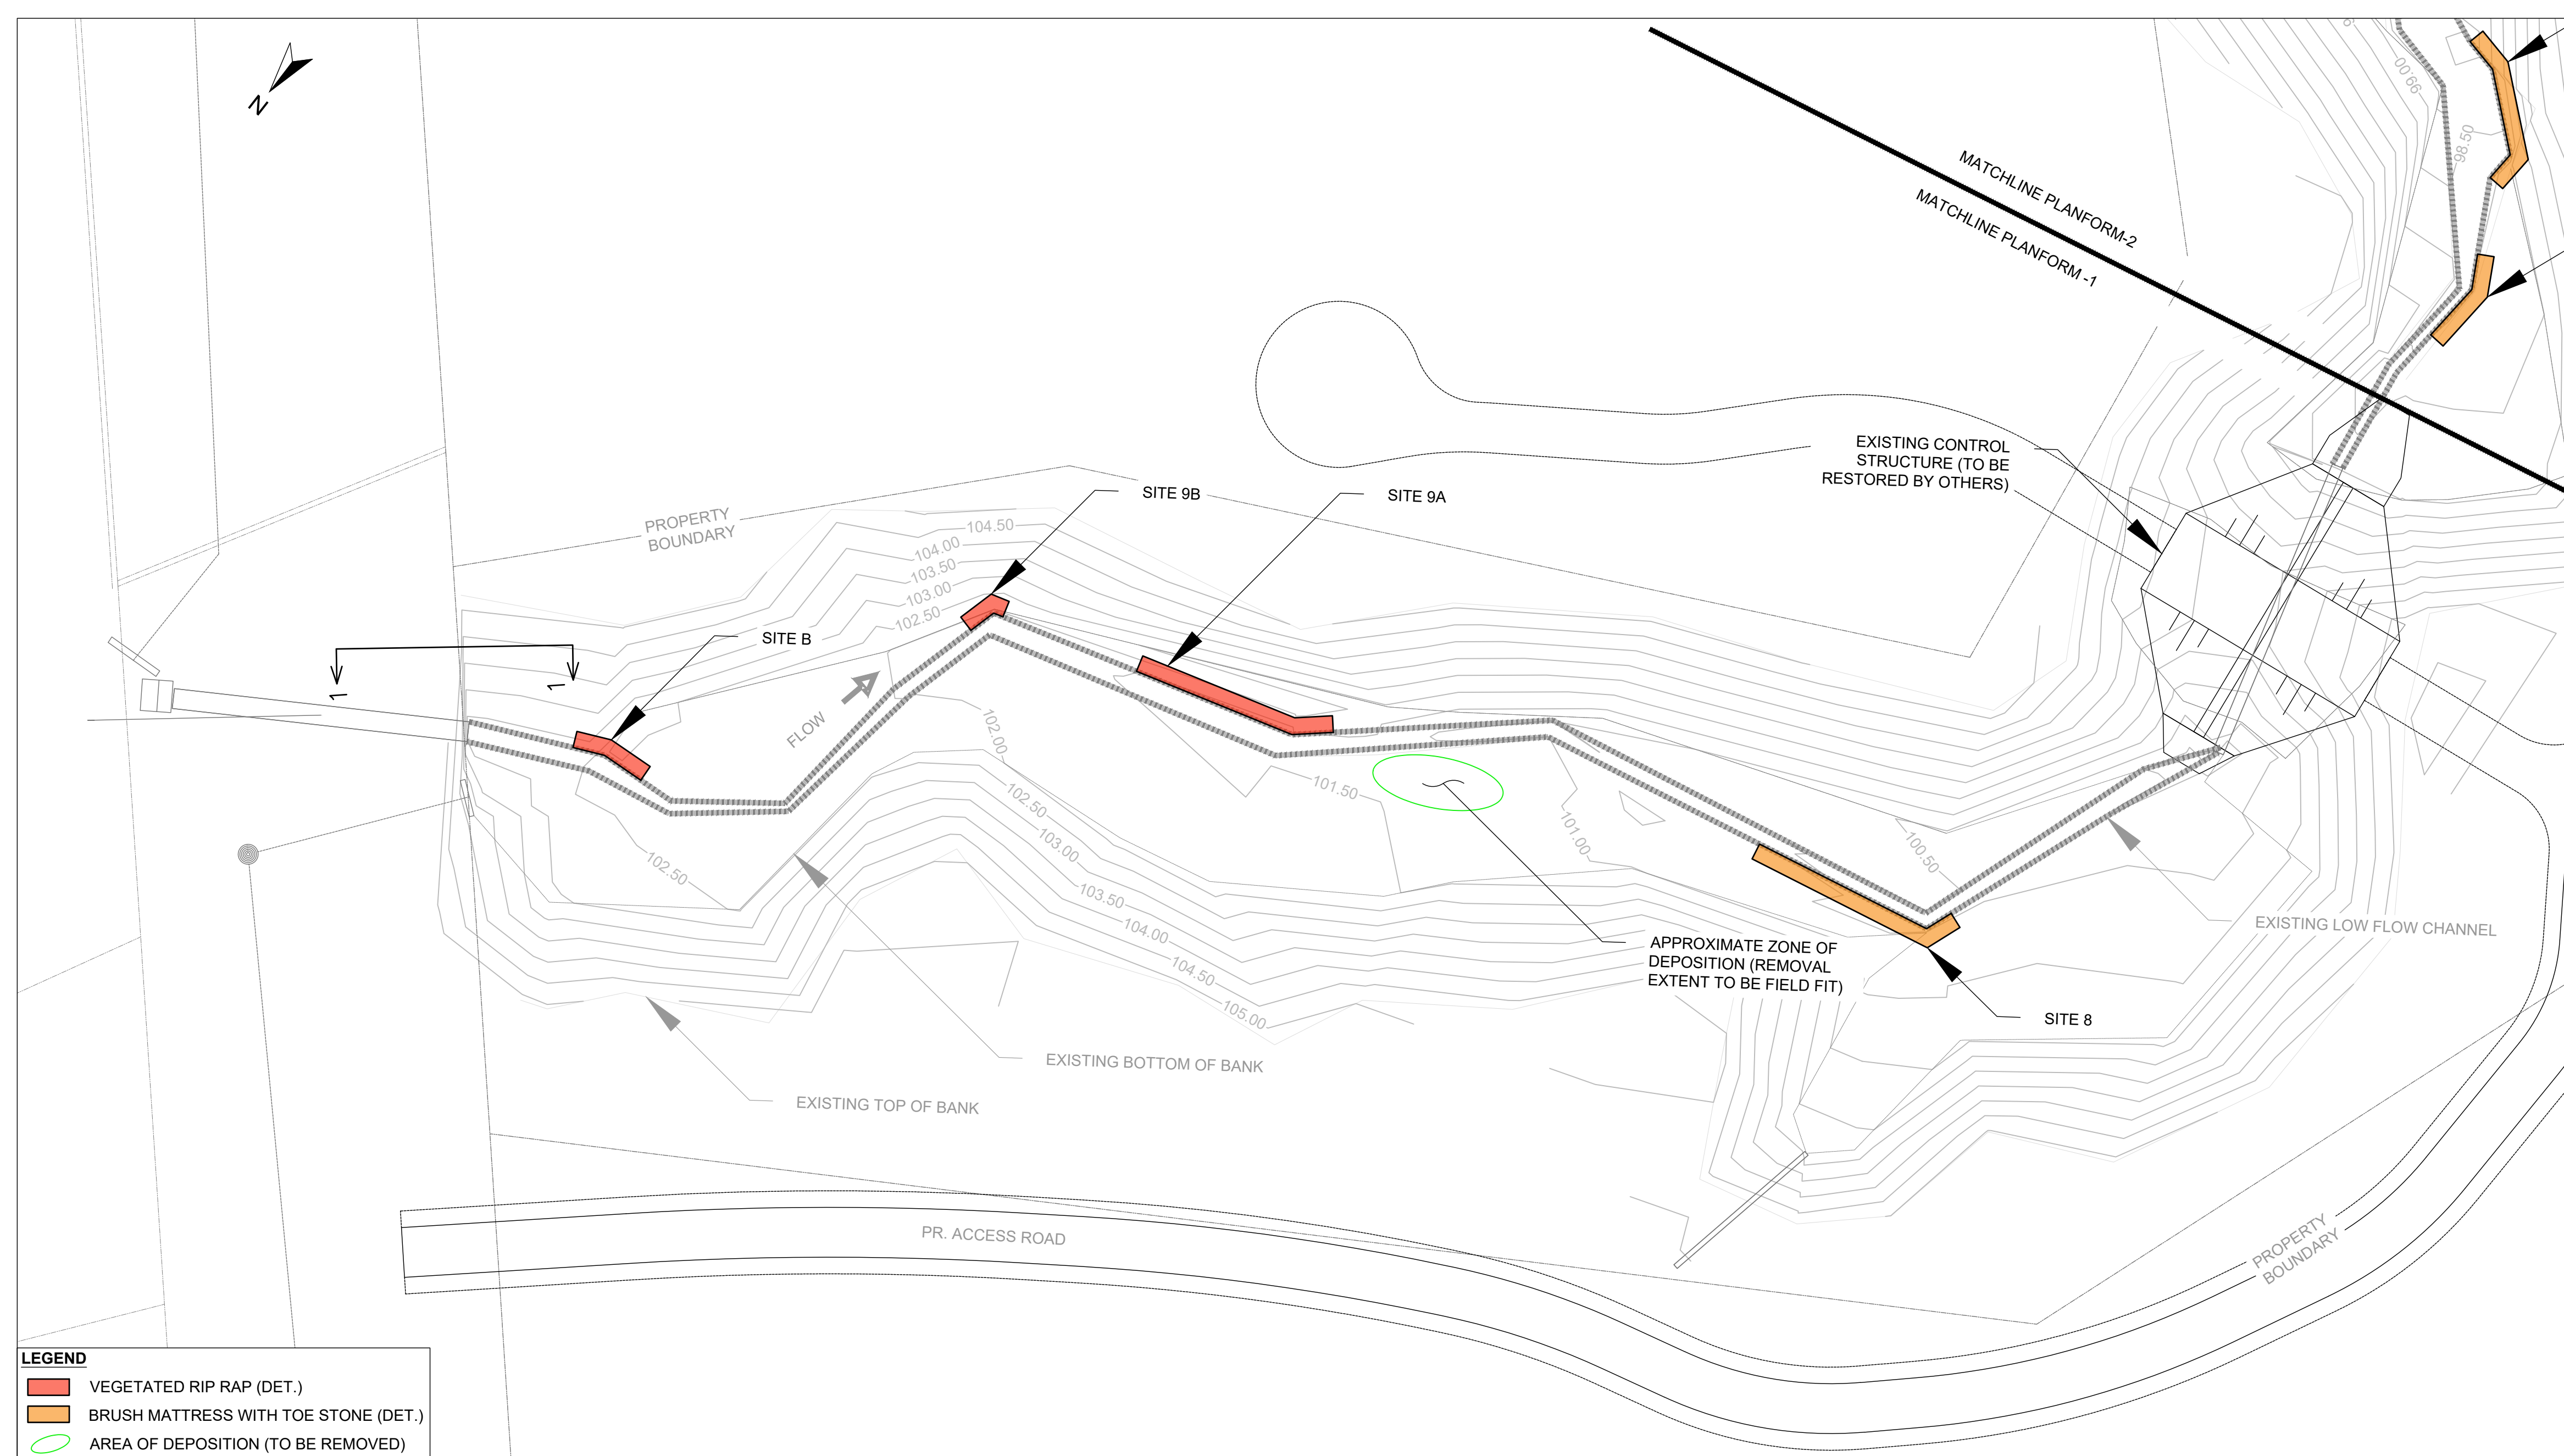 N
MATCHLINE PLANFORM-2
MATCHLINE PLANFORM -1
99.00
98.50
EXISTING CONTROL
STRUCTURE (TO BE
RESTORED BY OTHERS)
SITE 9B
SITE 9A
PROPERTY
BOUNDARY
104.50
104.00
103.50
103.00
102.50
SITE B
1
1
FLOW
102.00
101.50
101.00
100.50
102.50
102.50
103.00
103.50
104.00
104.50
105.00
EXISTING LOW FLOW CHANNEL
APPROXIMATE ZONE OF
DEPOSITION (REMOVAL
EXTENT TO BE FIELD FIT)
SITE 8
EXISTING BOTTOM OF BANK
EXISTING TOP OF BANK
PR. ACCESS ROAD
PROPERTY
BOUNDARY
LEGEND
VEGETATED RIP RAP (DET.)
BRUSH MATTRESS WITH TOE STONE (DET.)
AREA OF DEPOSITION (TO BE REMOVED)